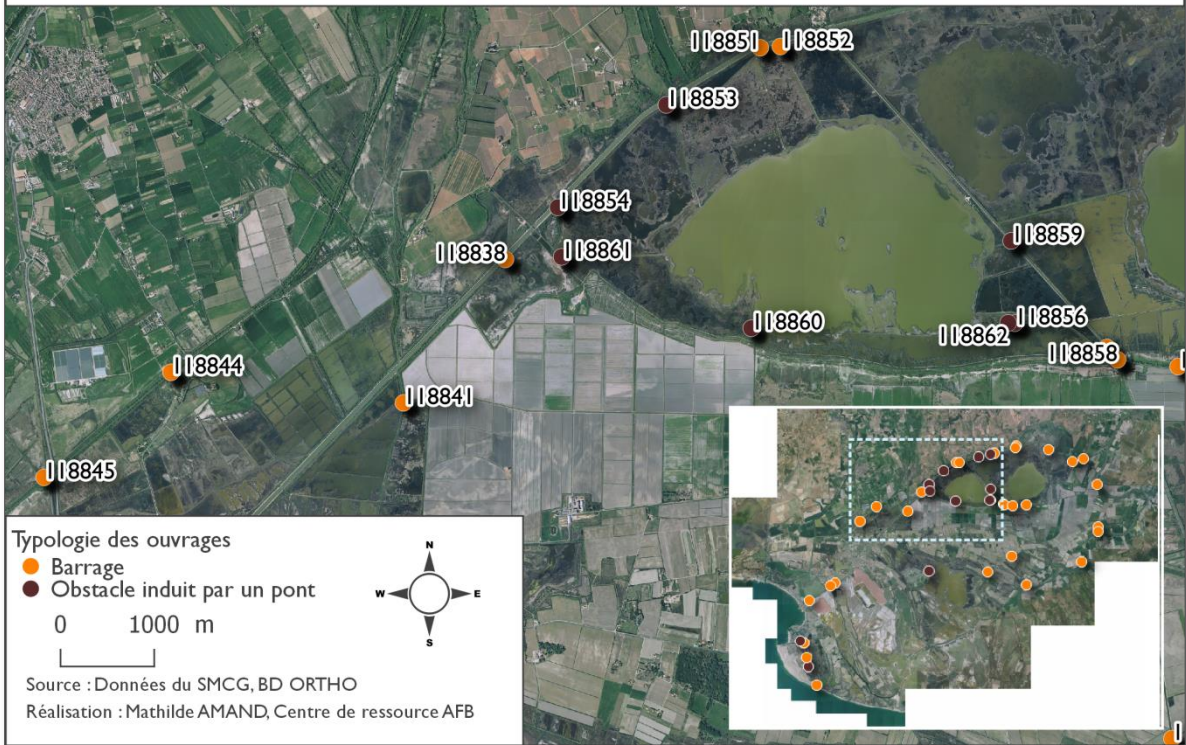 118851
118852
118853
118854
118838
118861
118859
118860
118856
118862
118858
118844
118841
118845
Typologie des ouvrages
Barrage
Obstacle induit par un pont
0 1000 m
N
W E
S
Source : Données du SMCG, BD ORTHO
Réalisation : Mathilde AMAND, Centre de ressource AFB